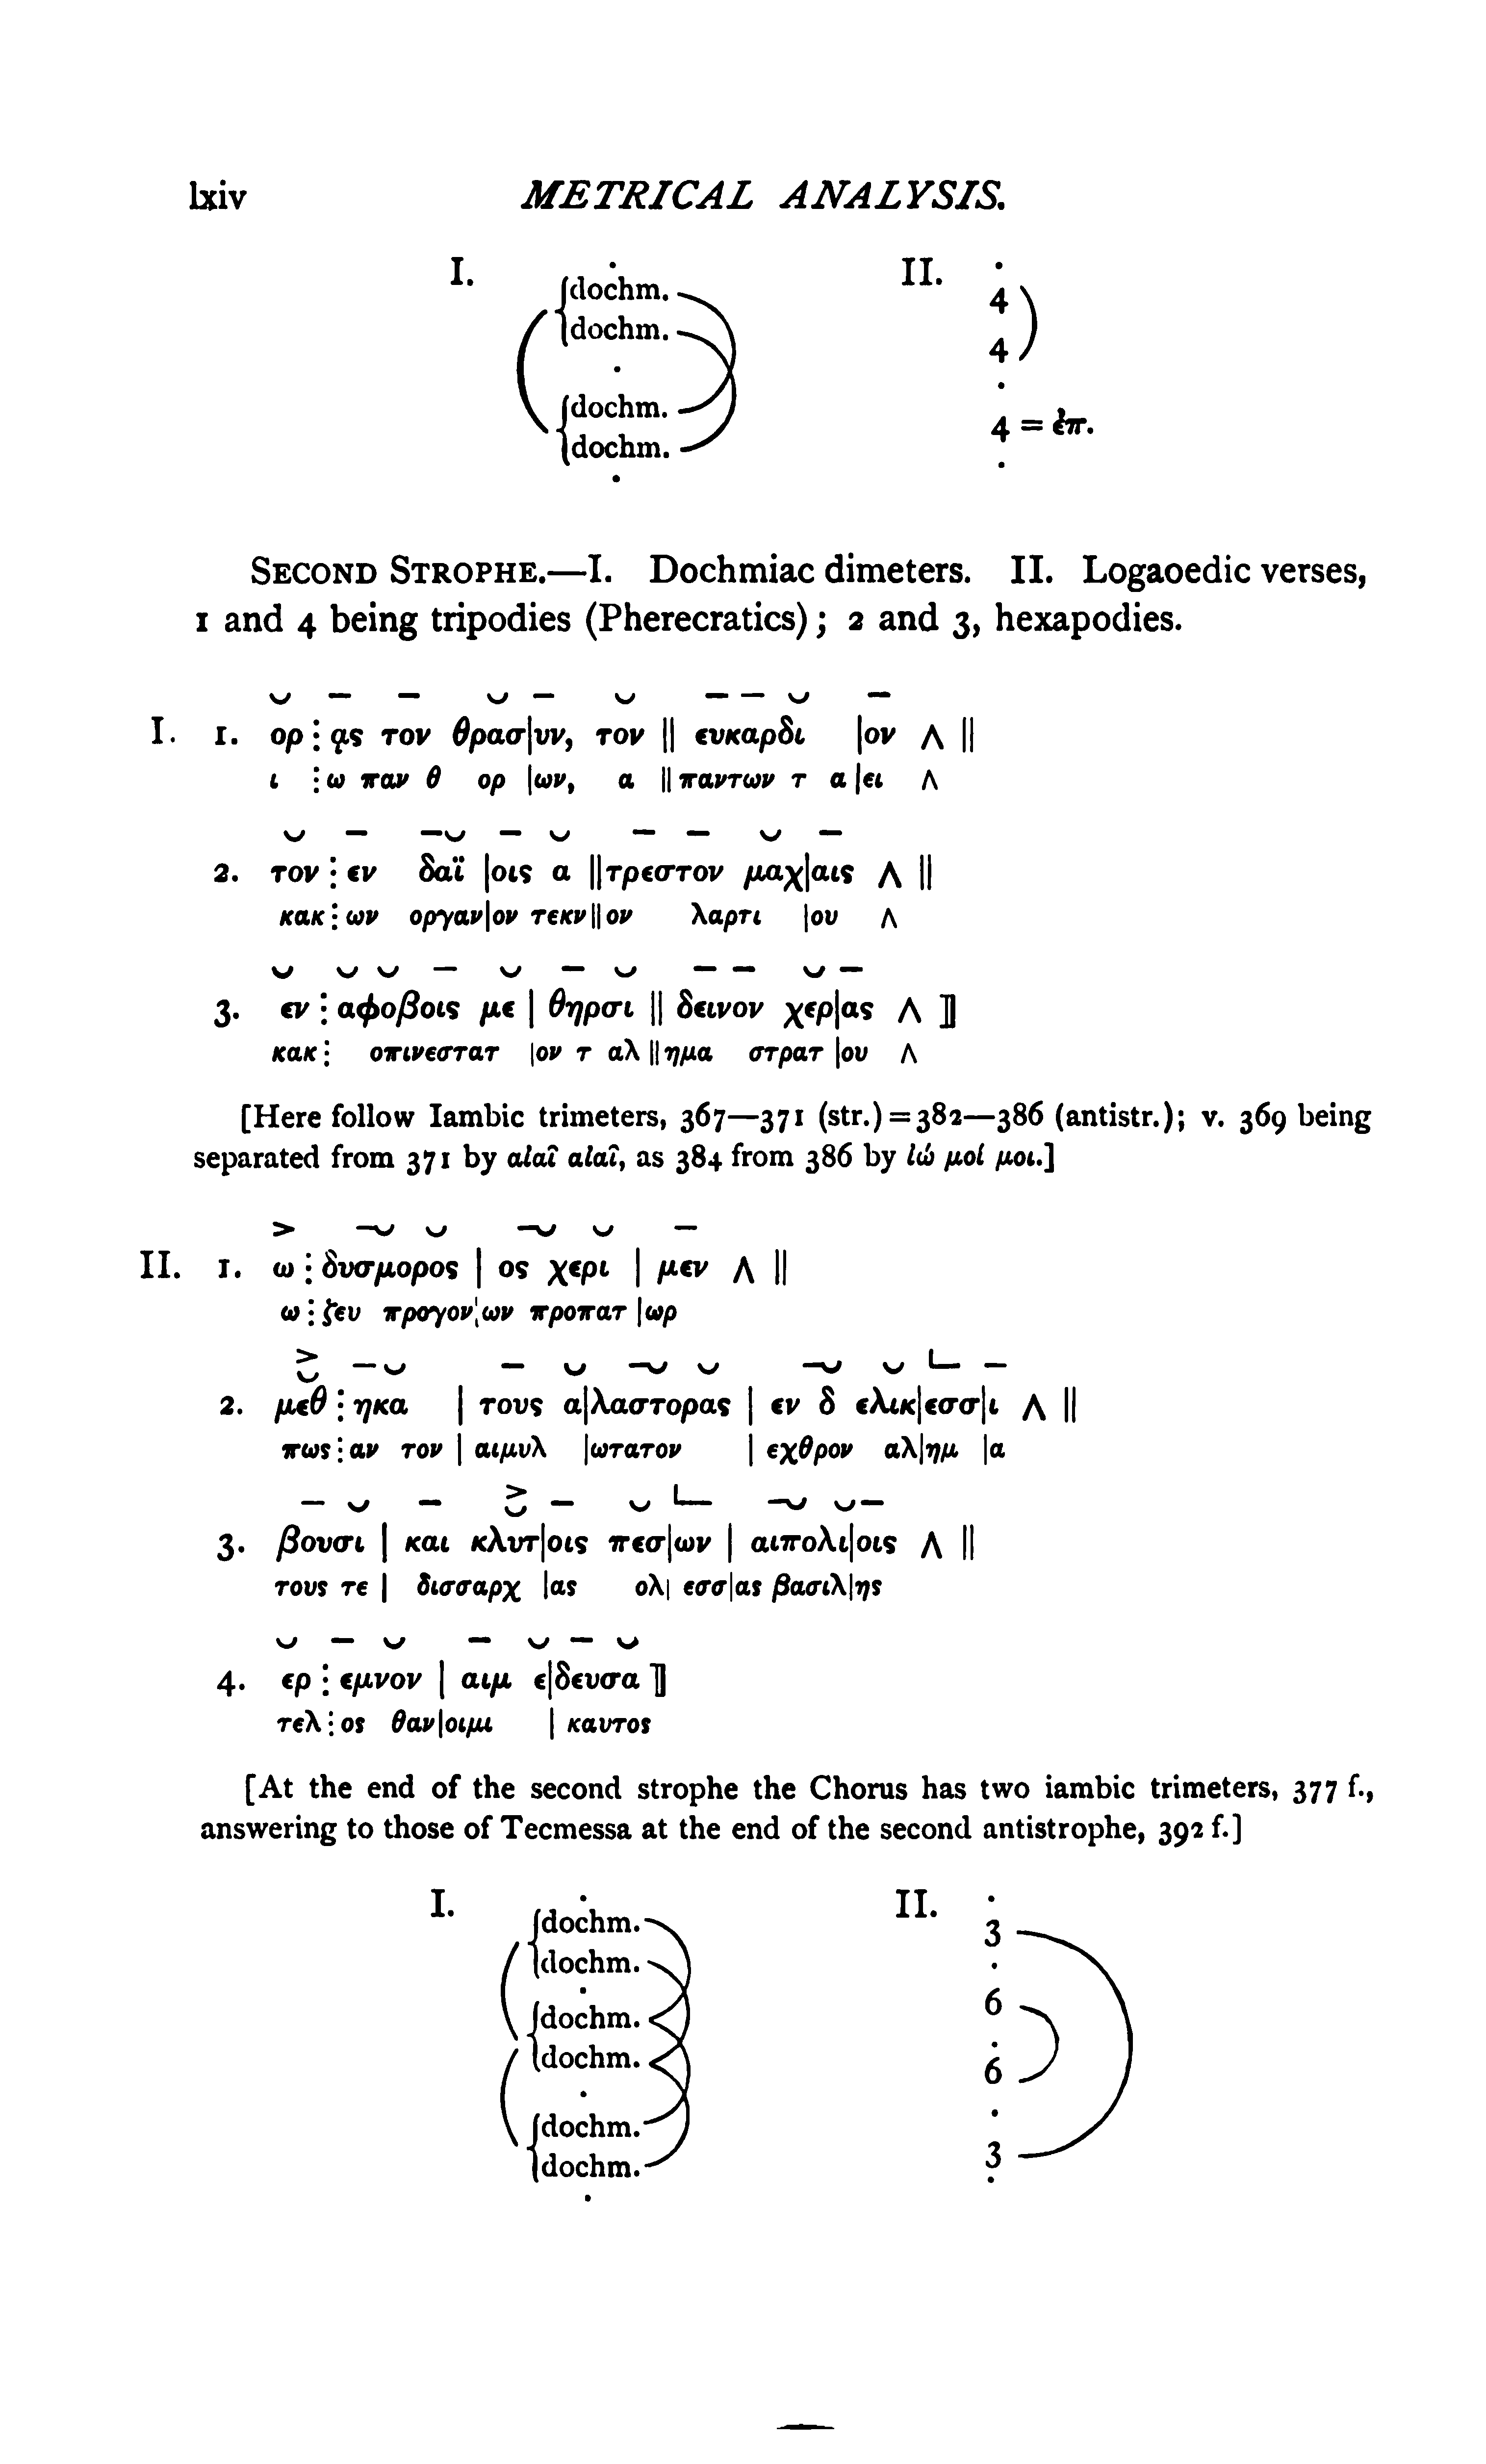 lxiv METRICAL ANALYSIS.
I. II.
dochm. 4
dochm. 4
dochm. 4 = ἐπ.
dochm.
SECOND STROPHE.—I. Dochmiac dimeters. II. Logaoedic verses,
1 and 4 being tripodies (Pherecratics); 2 and 3, hexapodies.
⏑ – – ⏑ – ⏑ – – ⏑ –
I. 1. ορ ⋮ ᾳς τον θρασ|υν, τον || ευκαρδι |ον Λ ||
ι ⋮ω παν θ ορ |ων, α ||παντων τ α|ει Λ
⏑ – –⏑ – ⏑ – – ⏑ –
2. τον ⋮ εν δαϊ |οις α ||τρεστον μαχ|αις Λ ||
κακ ⋮ ων οργαν|ον τεκν||ον λαρτι |ου Λ
⏑ ⏑ ⏑ – ⏑ – ⏑ – – ⏑ –
3. εν ⋮ αφοβοις με | θηρσι || δεινον χερ|ας Λ ]]
κακ ⋮ οπινεστατ |ον τ αλ||ημα στρατ |ου Λ
[Here follow Iambic trimeters, 367—371 (str.)=382—386 (antistr.); v. 369 being
separated from 371 by αἰαῖ αἰαῖ, as 384 from 386 by ἰώ μοί μοι.]
> –⏑ ⏑ –⏑ ⏑ –
II. 1. ω ⋮ δυσμορος | ος χερι | μεν Λ ||
ω ⋮ ζευ προγον|ων προπατ |ωρ
> ⏑ – ⏑ – ⏑ –⏑ ⏑ –⏑ ⏑ ∟ –
2. μεθ ⋮ ηκα | τους α|λαστορας | εν δ ελικ|εσσ|ι Λ ||
πως ⋮ αν τον | αιμυλ |ωτατον | εχθρον αλ|ημ |α
– ⏑ – > ⏑ – ⏑ ∟ –⏑ ⏑ –
3. βουσι | και κλυτ|οις πεσ|ων | αιπολι|οις Λ ||
τους τε | δισσαρχ |ας ολ| εσσ|ας βασιλ|ης
⏑ – ⏑ – ⏑ – ⏑
4. ερ ⋮ εμνον | αιμ ε|δευσα ]]
τελ ⋮ ος θαν|οιμι | καυτος
[At the end of the second strophe the Chorus has two iambic trimeters, 377 f.,
answering to those of Tecmessa at the end of the second antistrophe, 392 f.]
I. II.
dochm. 3
dochm.
dochm. 6
dochm. 6
dochm. 3
dochm.